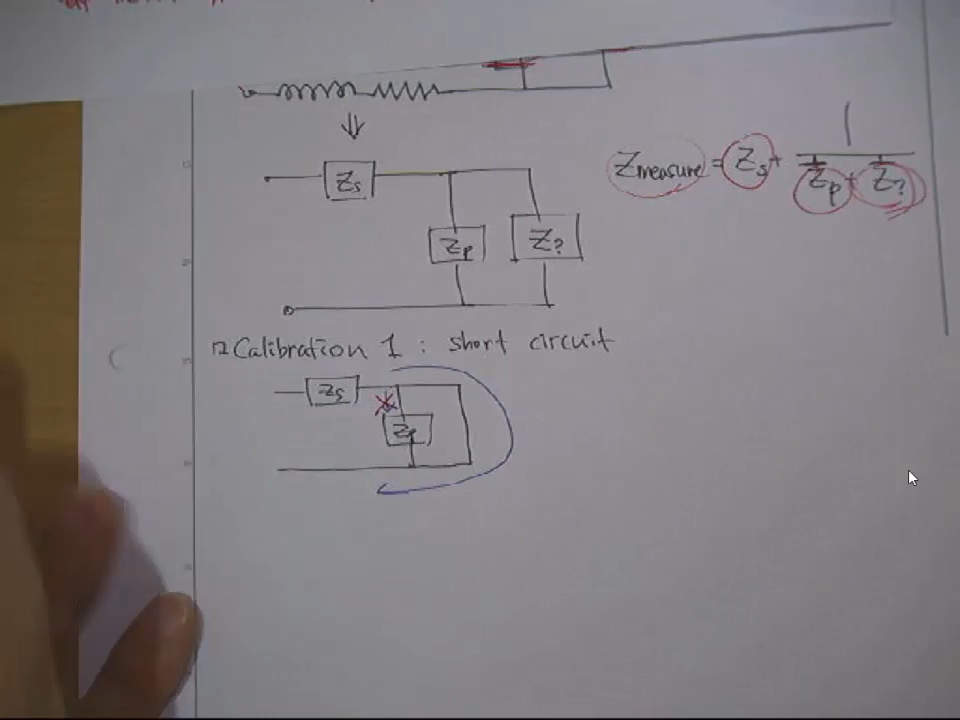 ⇓
Zs
Zp
Z?
Zmeasure = Zs + 1 / (1/Zp + 1/Z?)
Calibration 1 : short circuit
Zs
Zp